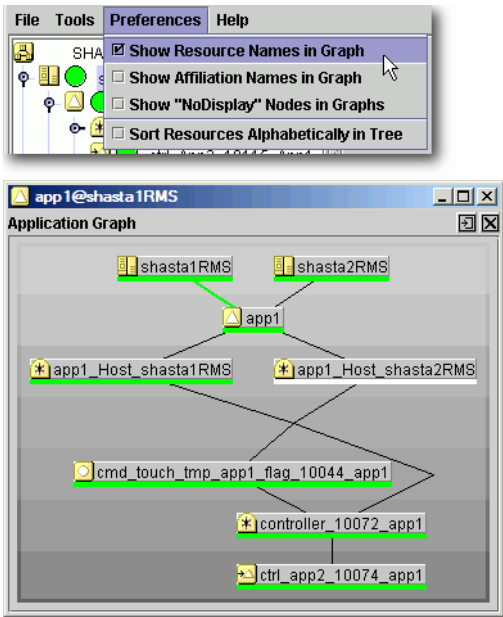 File Tools Preferences Help
SHA
Show Resource Names in Graph
Show Affiliation Names in Graph
Show "NoDisplay" Nodes in Graphs
Sort Resources Alphabetically in Tree
app1@shasta1RMS
Application Graph
shasta1RMS shasta2RMS
app1
app1_Host_shasta1RMS app1_Host_shasta2RMS
cmd_touch_tmp_app1_flag_10044_app1
controller_10072_app1
ctrl_app2_10074_app1